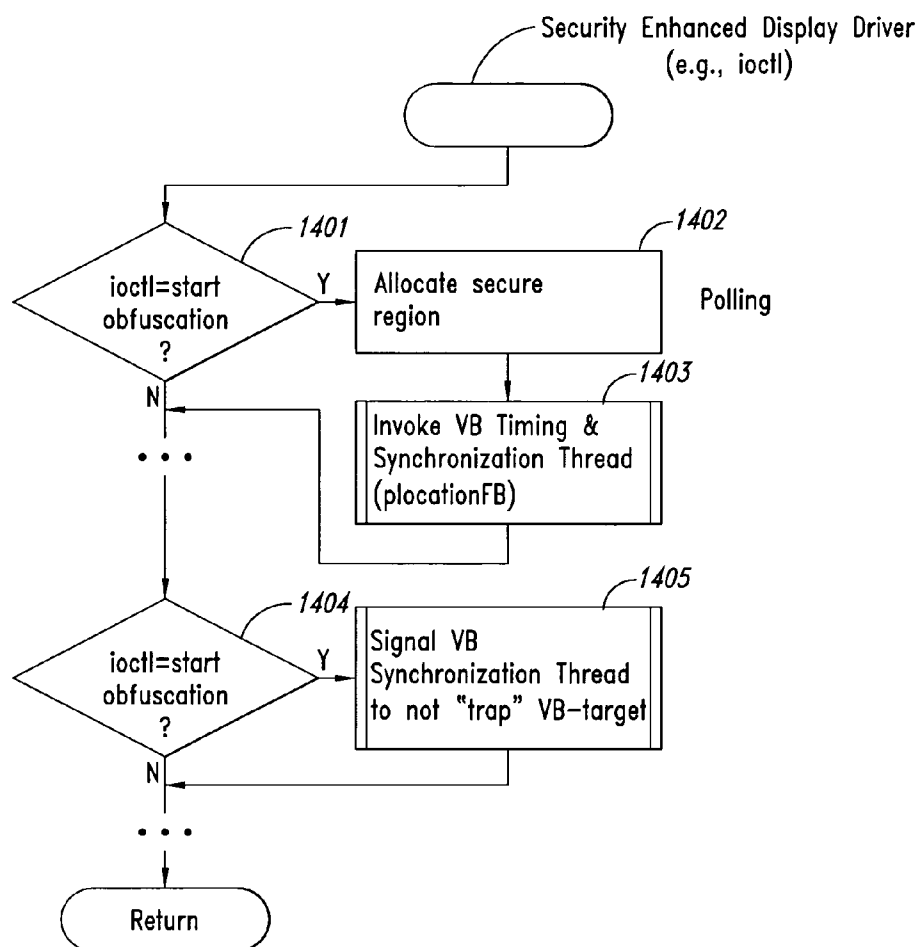 Security Enhanced Display Driver
(e.g., ioctl)
1401
ioctl=start
obfuscation
?
Y
N
1402
Allocate secure
region
Polling
1403
Invoke VB Timing &
Synchronization Thread
(plocationFB)
• • •
1404
ioctl=start
obfuscation
?
Y
N
1405
Signal VB
Synchronization Thread
to not "trap" VB-target
• • •
Return